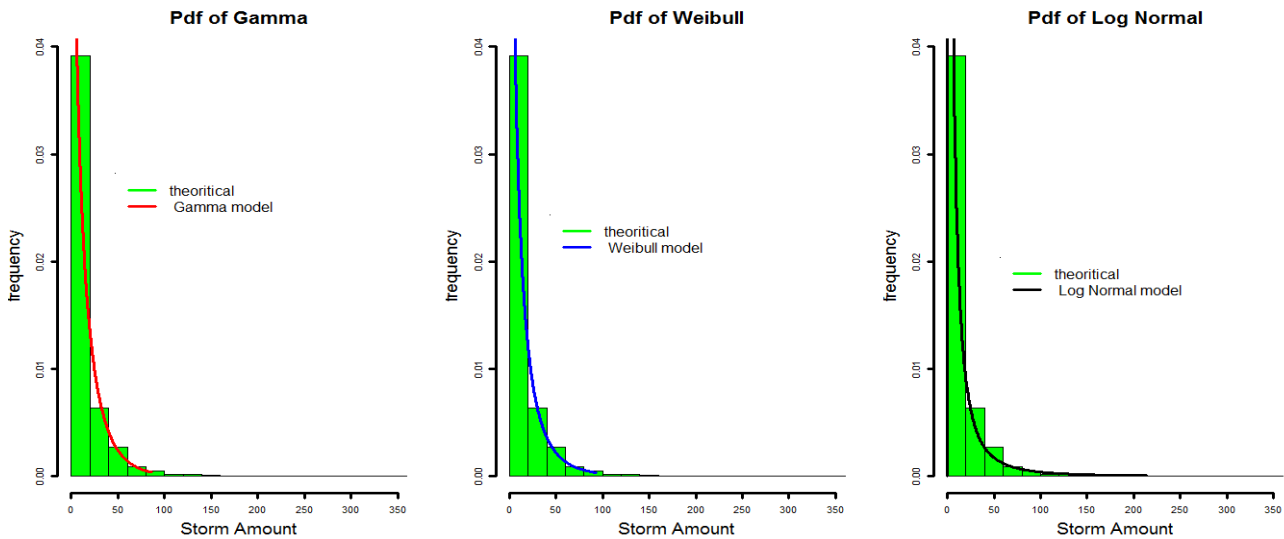 Pdf of Gamma
0.04
0.03
0.02
0.01
0.00
frequency
theoritical
Gamma model
0 50 100 150 200 250 300 350
Storm Amount
Pdf of Weibull
0.04
0.03
0.02
0.01
0.00
frequency
theoritical
Weibull model
0 50 100 150 200 250 300 350
Storm Amount
Pdf of Log Normal
0.04
0.03
0.02
0.01
0.00
frequency
theoritical
Log Normal model
0 50 100 150 200 250 300 350
Storm Amount